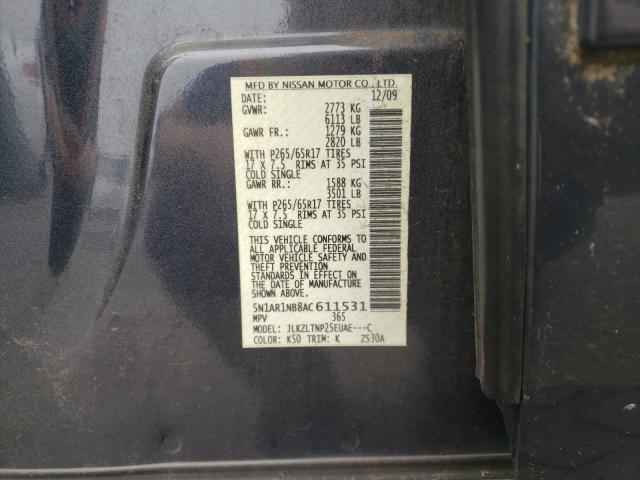 MFD BY NISSAN MOTOR CO., LTD.
DATE: 12/09
GVWR: 2773 KG
6113 LB
GAWR FR.: 1279 KG
2820 LB
WITH P265/65R17 TIRES
17 X 7.5 RIMS AT 35 PSI
COLD SINGLE
GAWR RR.: 1588 KG
3501 LB
WITH P265/65R17 TIRES
17 X 7.5 RIMS AT 35 PSI
COLD SINGLE
THIS VEHICLE CONFORMS TO
ALL APPLICABLE FEDERAL
MOTOR VEHICLE SAFETY AND
THEFT PREVENTION
STANDARDS IN EFFECT ON
THE DATE OF MANUFACTURE
SHOWN ABOVE.
5N1AR1NB8AC611531
MPV 365
MODEL: JLKZLTNP25EUAE---C
COLOR: K50 TRIM: K ZS30A